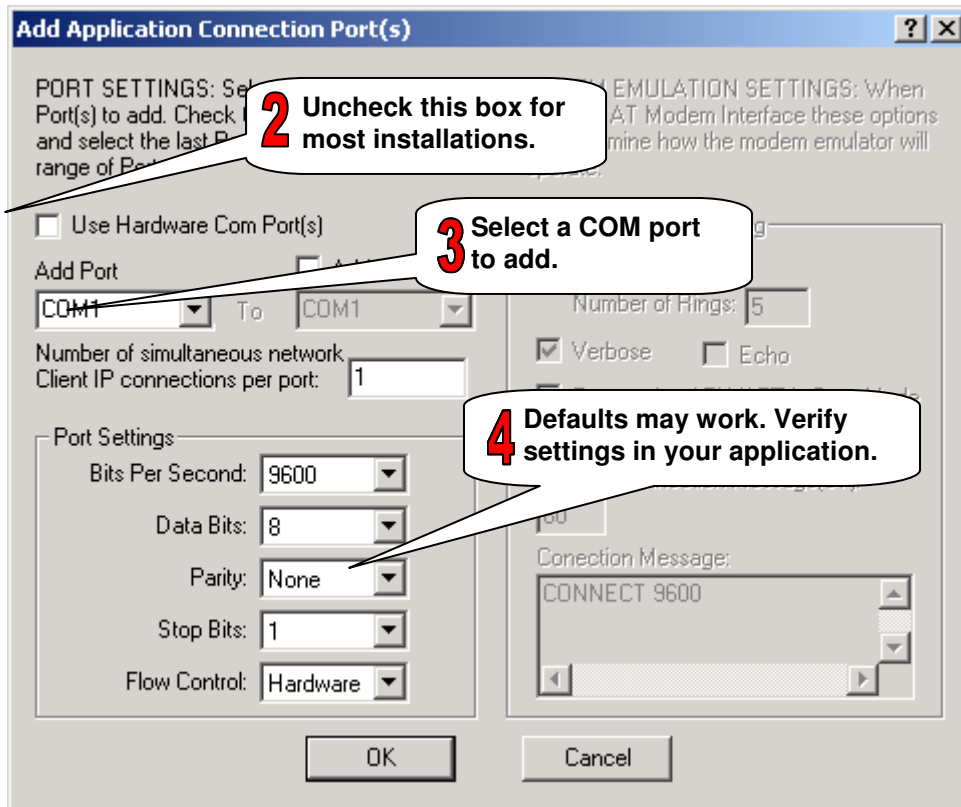 Add Application Connection Port(s)
PORT SETTINGS: Sel
Port(s) to add. Check
and select the last P
range of Por
2 Uncheck this box for
most installations.
EMULATION SETTINGS: When
AT Modem Interface these options
mine how the modem emulator will
Use Hardware Com Port(s)
3 Select a COM port
to add.
Add Port
COM1 To COM1
Number of Rings: 5
Number of simultaneous network
Client IP connections per port: 1
Verbose Echo
4 Defaults may work. Verify
settings in your application.
Port Settings
Bits Per Second: 9600
Data Bits: 8
60
Parity: None
Conection Message:
CONNECT 9600
Stop Bits: 1
Flow Control: Hardware
OK Cancel